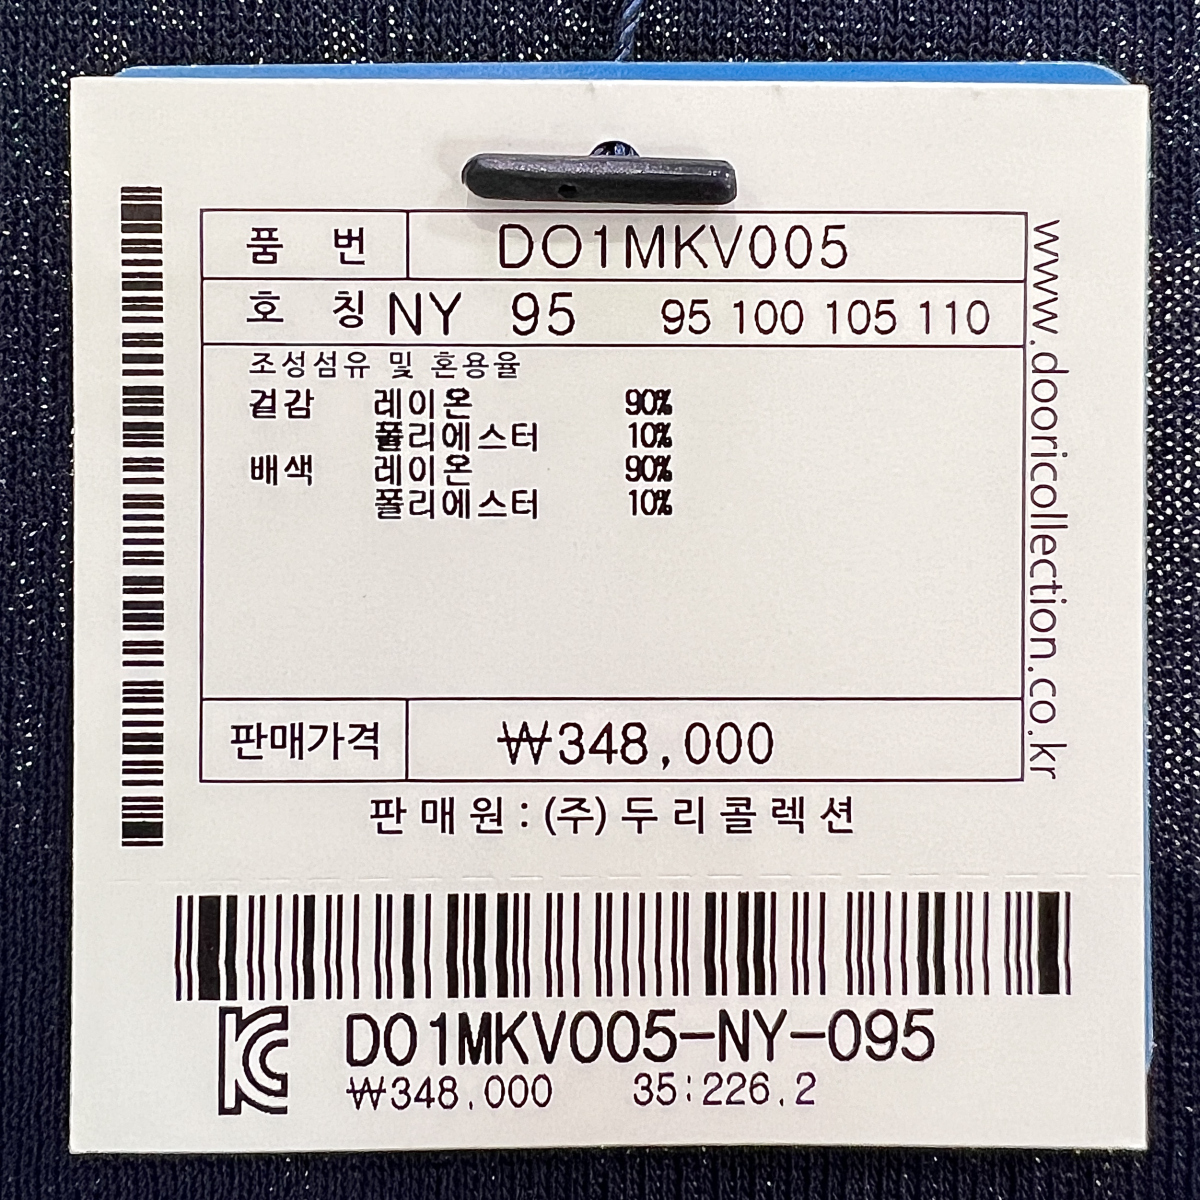 품 번 DO1MKV005
호 칭 NY 95 95 100 105 110
조성섬유 및 혼용율
겉감 레이온 90%
폴리에스터 10%
배색 레이온 90%
폴리에스터 10%
판매가격 ₩348,000
판매원 : (주) 두리콜렉션
www.dooricollection.co.kr
KC DO1MKV005-NY-095
₩348,000 35:226.2